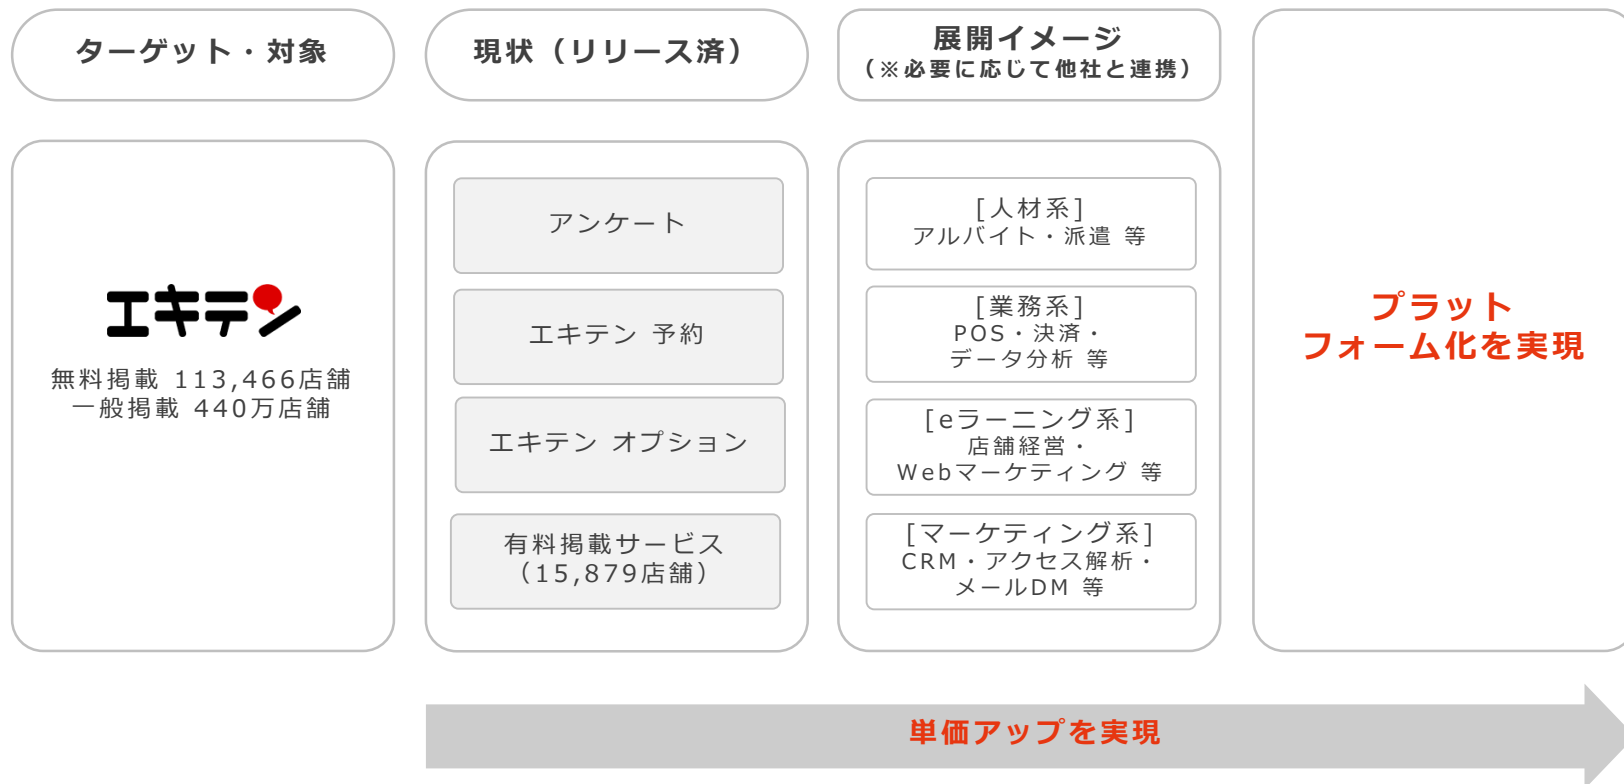 ターゲット・対象
エキテン
無料掲載 113,466店舗
一般掲載 440万店舗
現状（リリース済）
アンケート
エキテン 予約
エキテン オプション
有料掲載サービス
（15,879店舗）
展開イメージ
（※必要に応じて他社と連携）
[人材系]
アルバイト・派遣 等
[業務系]
POS・決済・
データ分析 等
[eラーニング系]
店舗経営・
Webマーケティング 等
[マーケティング系]
CRM・アクセス解析・
メールDM 等
プラット
フォーム化を実現
単価アップを実現